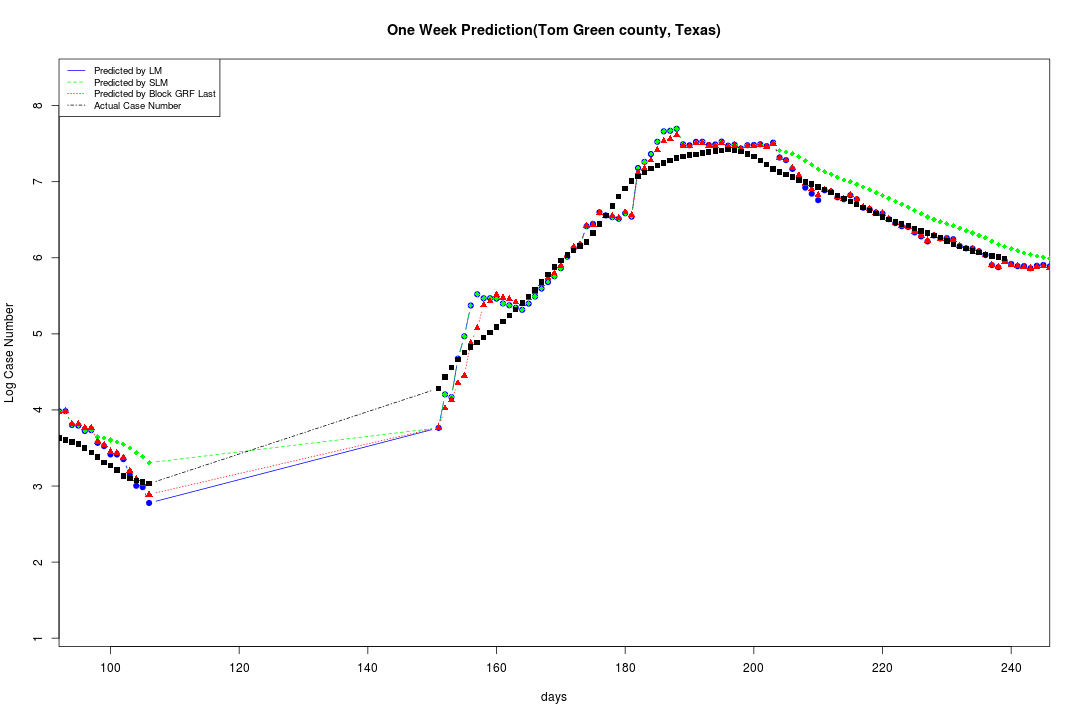 One Week Prediction(Tom Green county, Texas)
Predicted by LM
Predicted by SLM
Predicted by Block GRF Last
Actual Case Number
Log Case Number
8
7
6
5
4
3
2
1
100 120 140 160 180 200 220 240
days